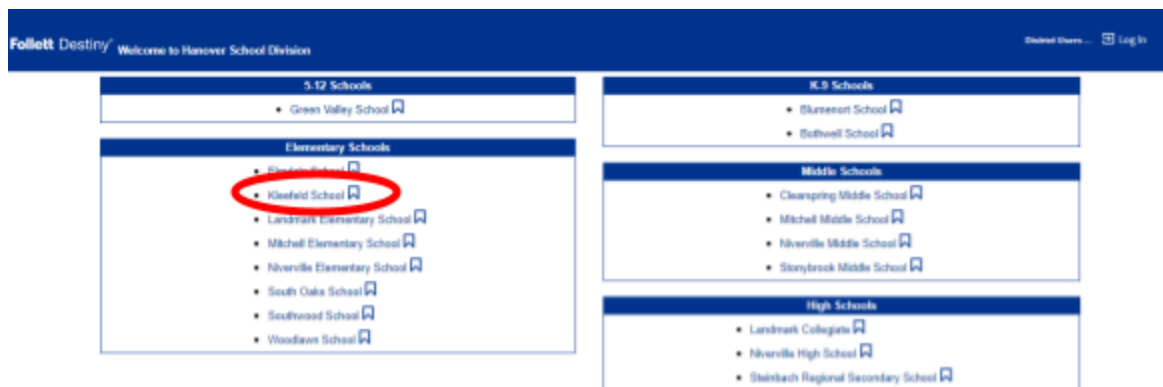 Follett Destiny® Welcome to Hanover School Division
District Users... Log In
5-12 Schools
Green Valley School
Elementary Schools
School
Kleefeld School
Landmark Elementary School
Mitchell Elementary School
Niverville Elementary School
South Oaks School
Southwood School
Woodlawn School
K-9 Schools
Blumenort School
Bothwell School
Middle Schools
Clearspring Middle School
Mitchell Middle School
Niverville Middle School
Stonybrook Middle School
High Schools
Landmark Collegiate
Niverville High School
Steinbach Regional Secondary School